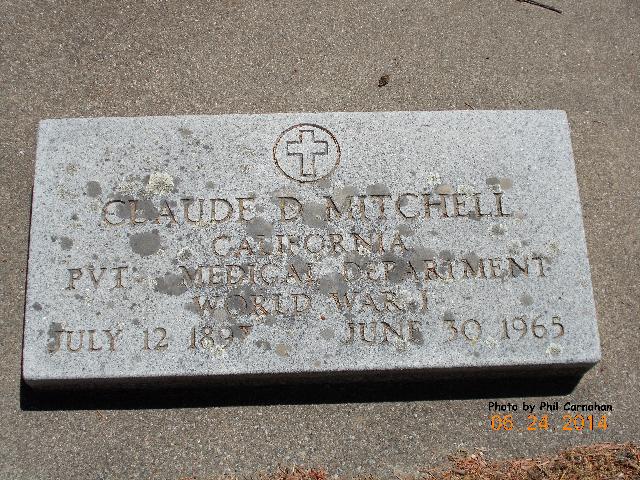 CLAUDE D MITCHELL
CALIFORNIA
PVT MEDICAL DEPARTMENT
WORLD WAR I
JULY 12 JUNE 30 1965
Photo by Phil Carnahan
06 24 2014